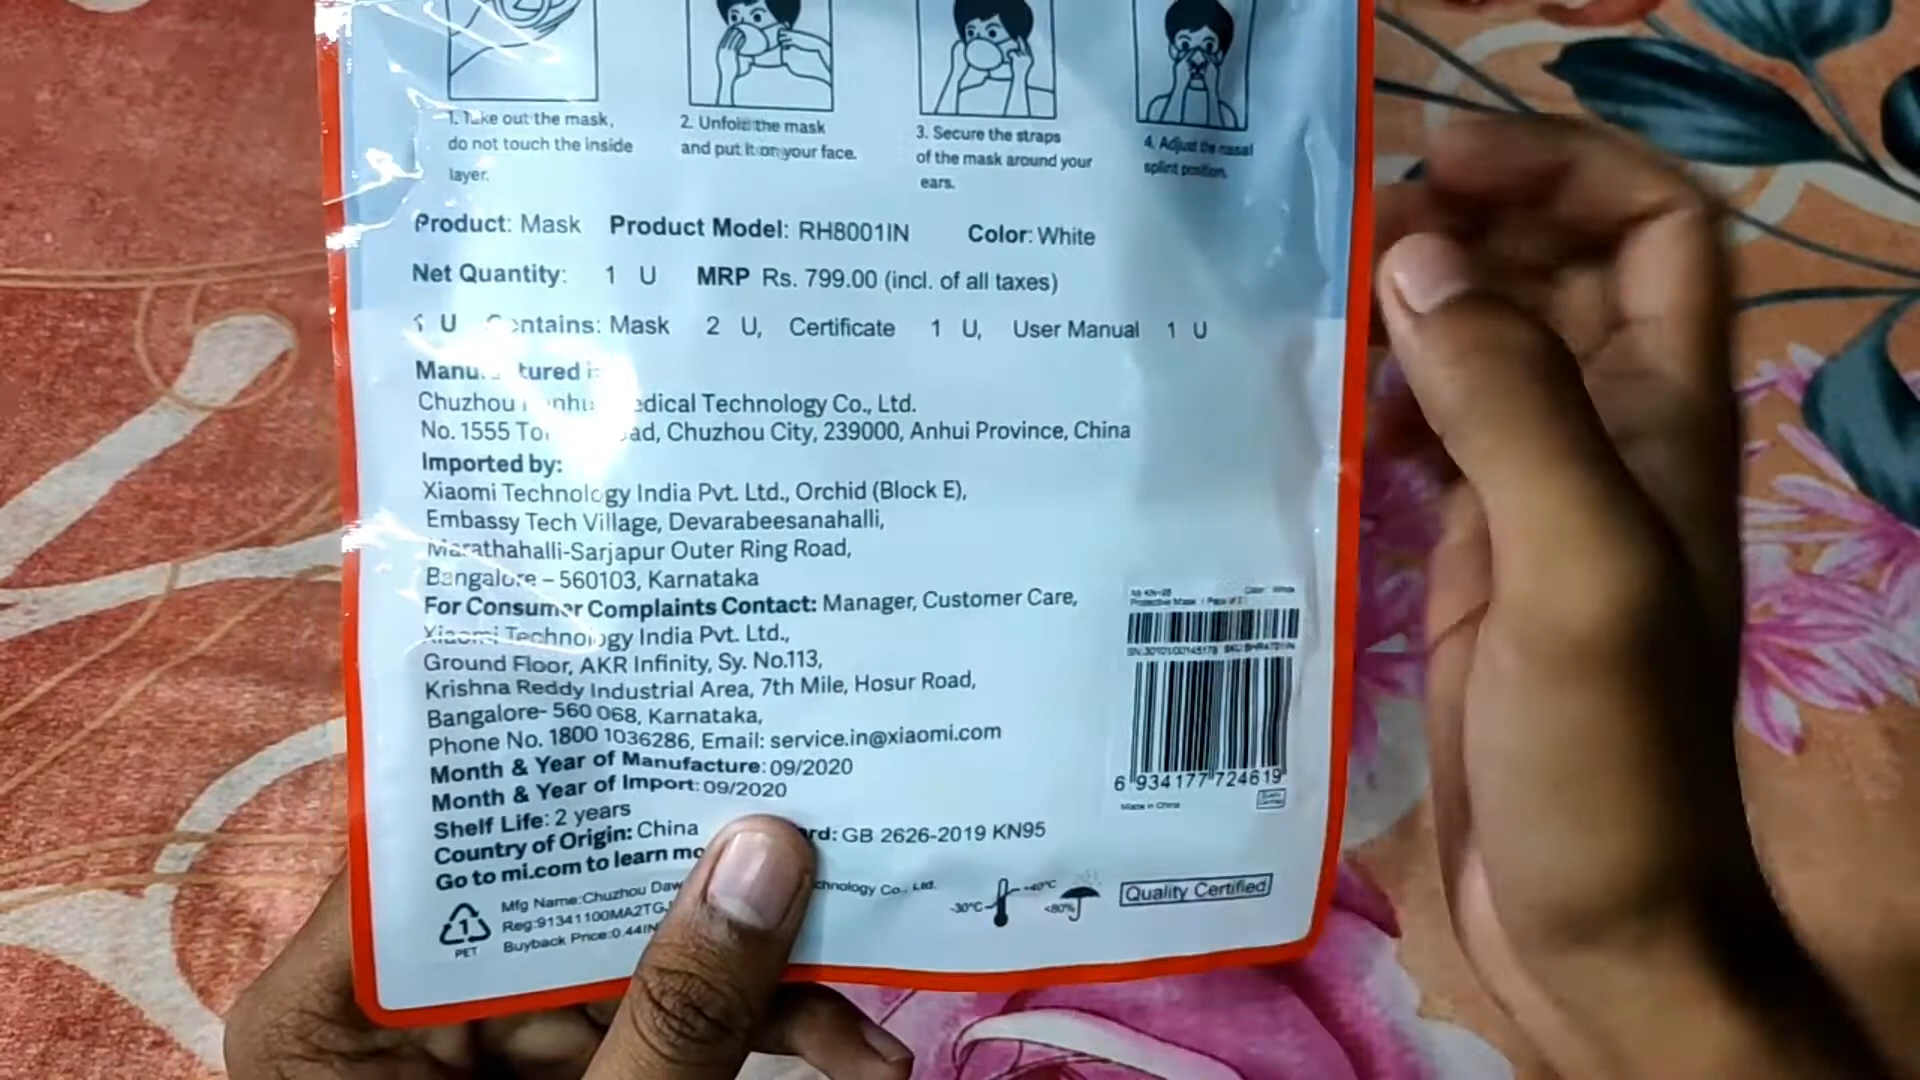 1. Take out the mask,
do not touch the inside
layer.
2. Unfold the mask
and put it on your face.
3. Secure the straps
of the mask around your
ears.
4. Adjust the nasal
splint position.
Product: Mask Product Model: RH8001IN Color: White
Net Quantity: 1 U MRP Rs. 799.00 (incl. of all taxes)
U Contains: Mask 2 U, Certificate 1 U, User Manual 1 U
Chuzhou Technology Co., Ltd.
No. 1555 Chuzhou City, 239000, Anhui Province, China
Imported by:
Xiaomi Technology India Pvt. Ltd., Orchid (Block E),
Embassy Tech Village, Devarabeesanahalli,
Marathahalli-Sarjapur Outer Ring Road,
Bangalore – 560103, Karnataka
For Consumer Complaints Contact: Manager, Customer Care,
Xiaomi Technology India Pvt. Ltd.,
Ground Floor, AKR Infinity, Sy. No.113,
Krishna Reddy Industrial Area, 7th Mile, Hosur Road,
Bangalore- 560 068, Karnataka,
Phone No. 1800 1036286, Email: service.in@xiaomi.com
Month & Year of Manufacture: 09/2020
Month & Year of Import: 09/2020
Shelf Life: 2 years
Country of Origin: China GB 2626-2019 KN95
Go to mi.com to learn
Mfg Name:Chuzhou Co., Ltd.
Buyback
PET
1
-30°C +40°C
<80%
Quality Certified
Protective Mask
6 934177 724619
Made in China